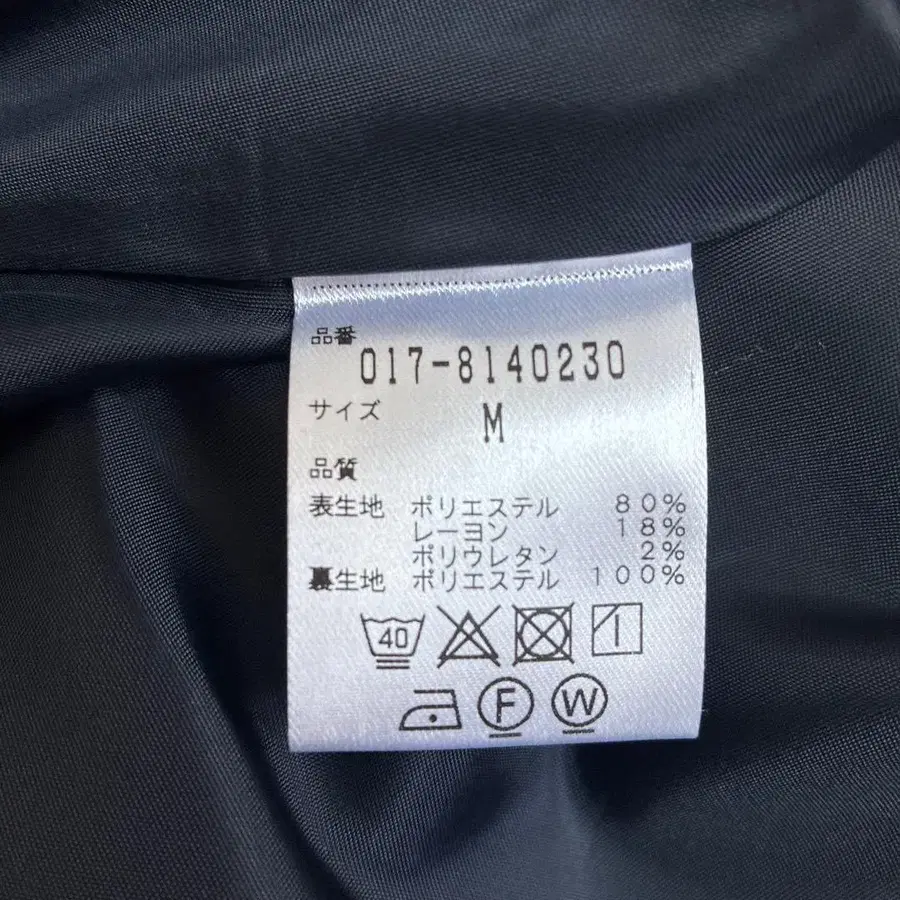 品番
017-8140230
サイズ
M
品質
表生地 ポリエステル 80%
レーヨン 18%
ポリウレタン 2%
裏生地 ポリエステル 100%
40
F W